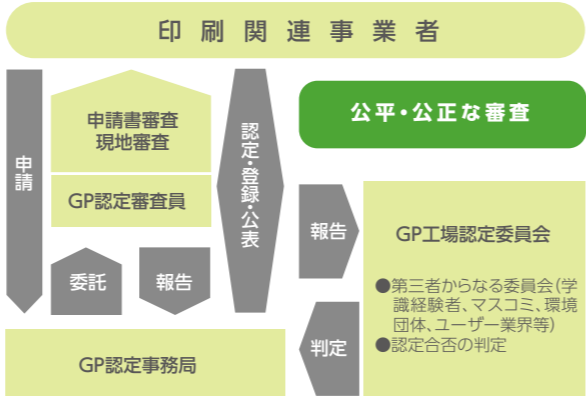 印刷関連事業者
公平・公正な審査
申請
申請書審査
現地審査
GP認定審査員
認定・登録・公表
委託
報告
GP認定事務局
報告
判定
GP工場認定委員会
●第三者からなる委員会(学
識経験者、マスコミ、環境
団体、ユーザー業界等)
●認定合否の判定